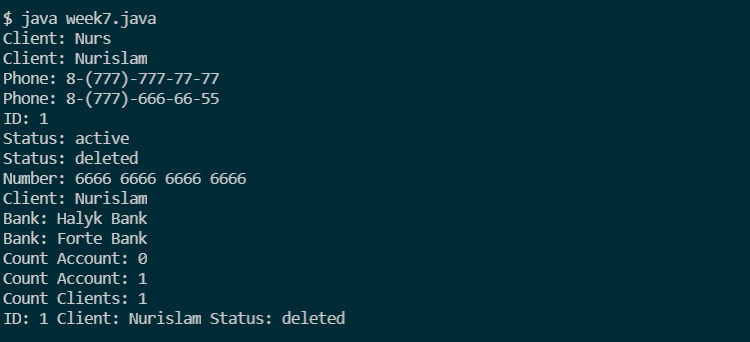 $ java week7.java
Client: Nurs
Client: Nurislam
Phone: 8-(777)-777-77-77
Phone: 8-(777)-666-66-55
ID: 1
Status: active
Status: deleted
Number: 6666 6666 6666 6666
Client: Nurislam
Bank: Halyk Bank
Bank: Forte Bank
Count Account: 0
Count Account: 1
Count Clients: 1
ID: 1 Client: Nurislam Status: deleted